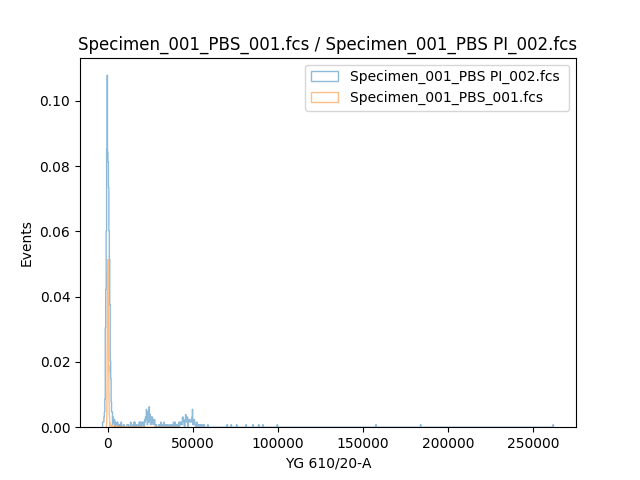 Specimen_001_PBS_001.fcs / Specimen_001_PBS PI_002.fcs
Specimen_001_PBS PI_002.fcs
Specimen_001_PBS_001.fcs
Events
0.10
0.08
0.06
0.04
0.02
0.00
0 50000 100000 150000 200000 250000
YG 610/20-A